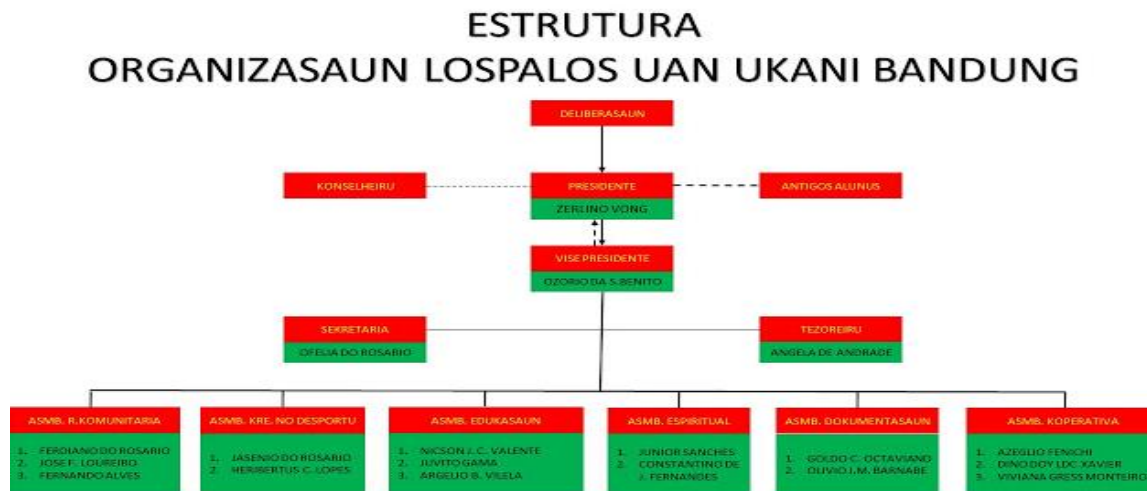 ESTRUTURA
ORGANIZASAUN LOSPALOS UAN UKANI BANDUNG
DELIBERASAUN
KONSELHEIRU
PRESIDENTE
ANTIGOS ALUNUS
ZERLINO VONG
VISE PRESIDENTE
OZORIO DA S.BENITO
SEKRETARIA
TEZOREIRU
OFELIA DO ROSARIO
ANGELA DE ANDRADE
ASMB. R.KOMUNITARIA
1. FERDIANO DO ROSARIO
2. JOSE F. LOUREIRO
3. FERNANDO ALVES
ASMB. KRE. NO DESPORTU
1. JASENIO DO ROSARIO
2. HERIBERTUS C. LOPES
ASMB. EDUKASAUN
1. NiCSON J.C. VALENTE
2. JUVITO GAMA
3. ARGELIO B. VILELA
ASMB. ESPIRITUAL
1. JUNIOR SANCHES
2. CONSTANTINO DE
J. FERNANDES
ASMB. DOKUMENTASAUN
1. GOLDO C. OCTAVIANO
2. OLIVIO J.M. BARNABE
ASMB. KOPERATIVA
1. AZEGLIO FENICHI
2. DINO DOY LDC XAVIER
3. VIVIANA GRESS MONTEIRO